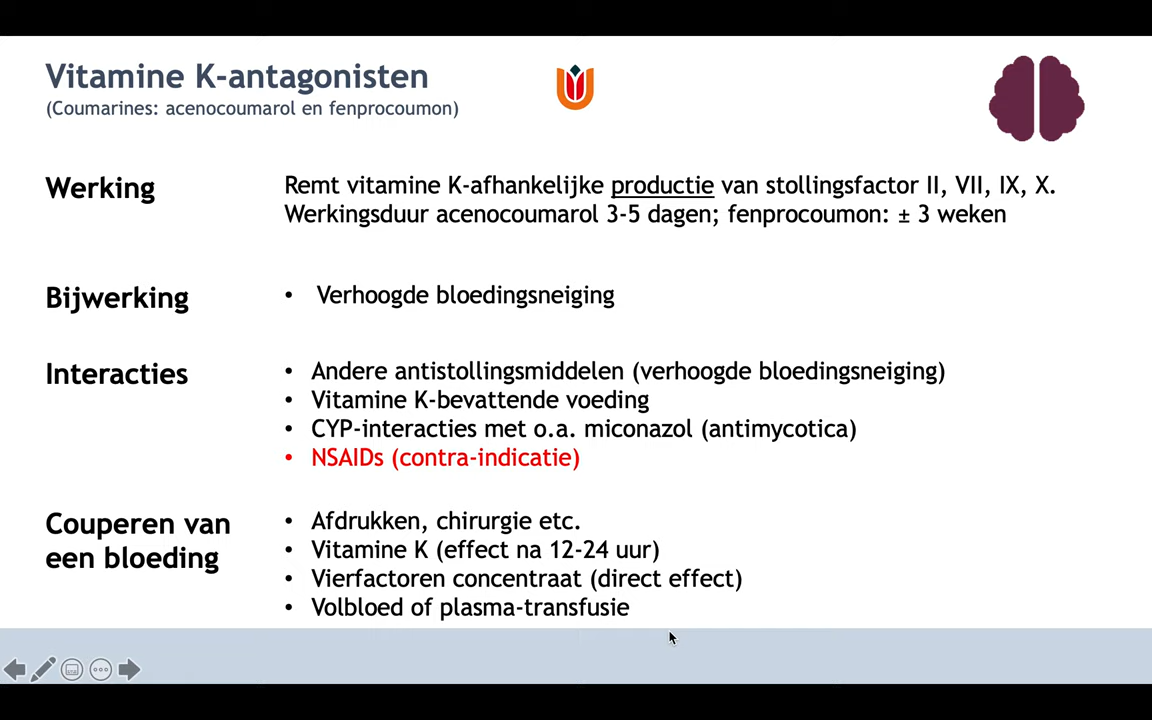 Vitamine K-antagonisten
(Coumarines: acenocoumarol en fenprocoumon)
Werking
Remt vitamine K-afhankelijke productie van stollingsfactor II, VII, IX, X.
Werkingsduur acenocoumarol 3-5 dagen; fenprocoumon: ± 3 weken
Bijwerking
• Verhoogde bloedingsneiging
Interacties
• Andere antistollingsmiddelen (verhoogde bloedingsneiging)
• Vitamine K-bevattende voeding
• CYP-interacties met o.a. miconazol (antimycotica)
• NSAIDs (contra-indicatie)
Couperen van
een bloeding
• Afdrukken, chirurgie etc.
• Vitamine K (effect na 12-24 uur)
• Vierfactoren concentraat (direct effect)
• Volbloed of plasma-transfusie